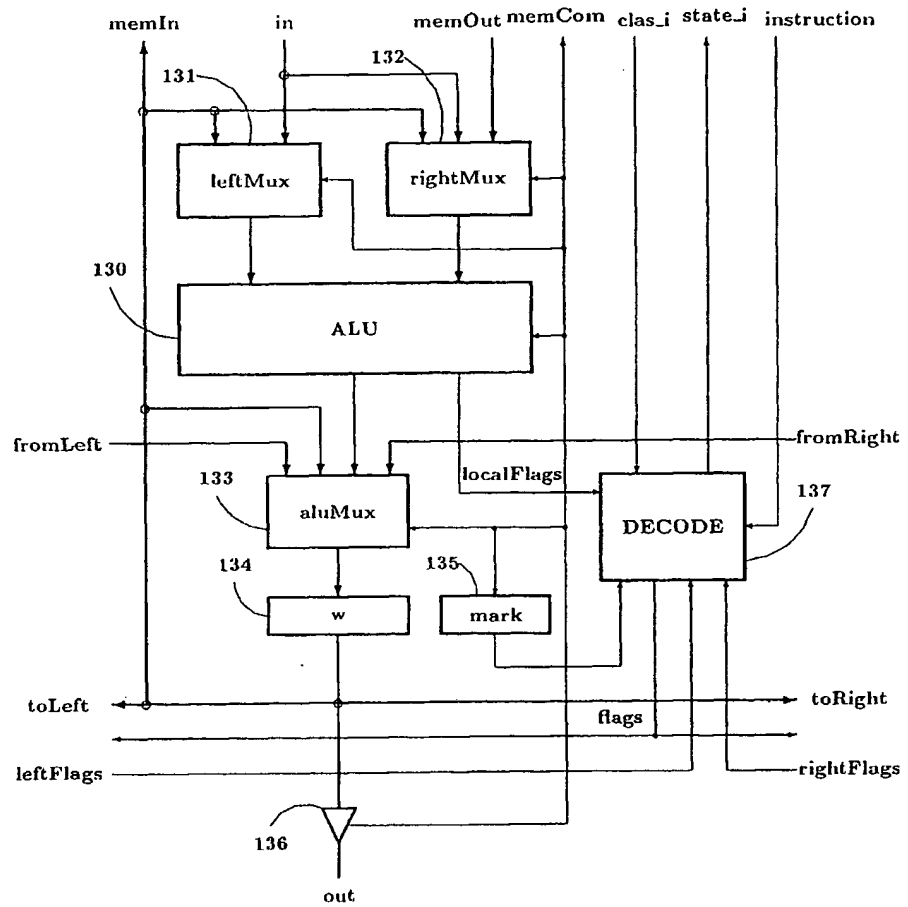 memIn in memOut memCom clas_i state_i instruction
131
132
leftMux
rightMux
130
ALU
fromLeft
fromRight
localFlags
133
aluMux
DECODE
137
134
135
w
mark
toLeft
toRight
flags
leftFlags
rightFlags
136
out